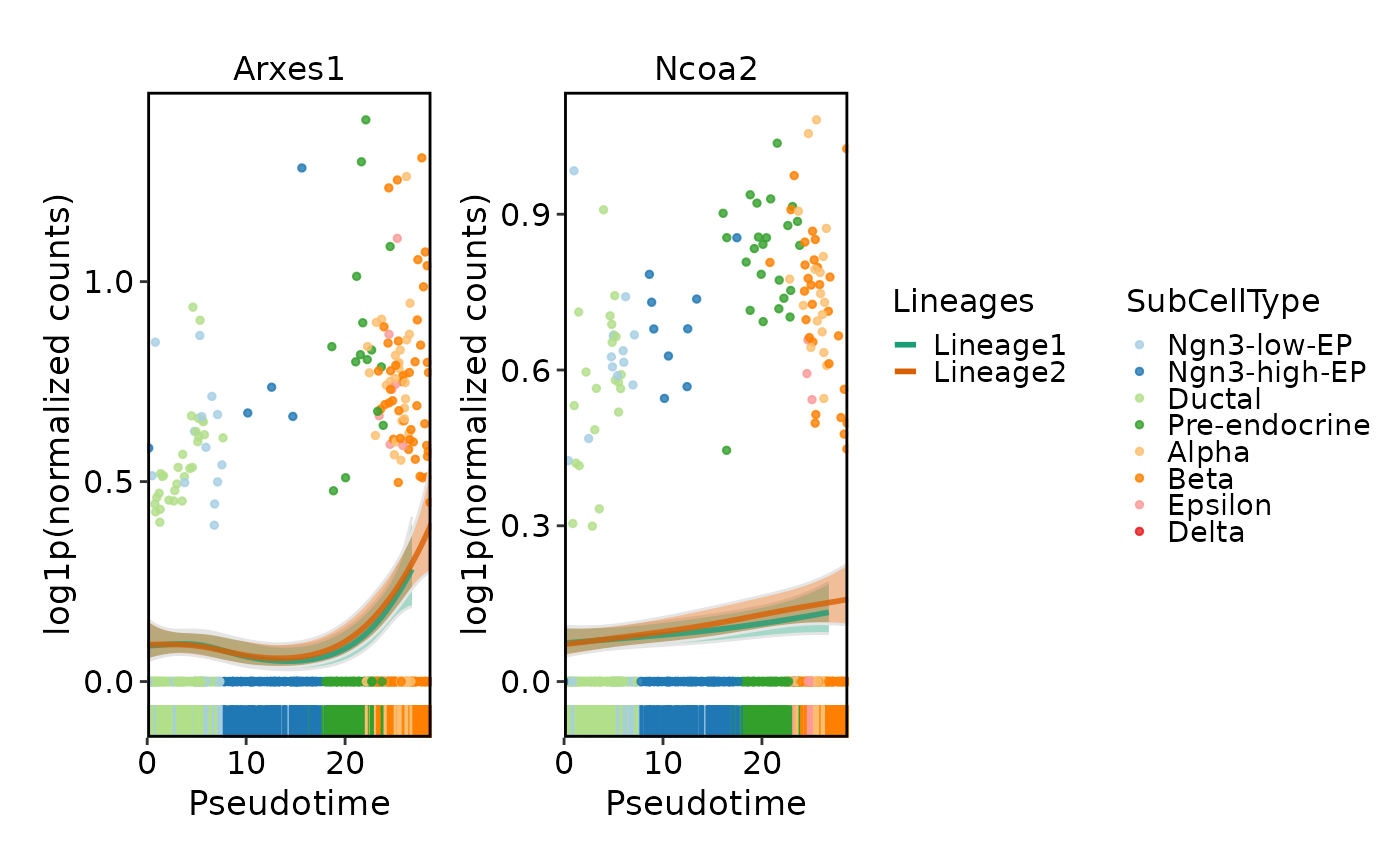 Arxes1
log1p(normalized counts)
1.0
0.5
0.0
0 10 20
Pseudotime
Ncoa2
log1p(normalized counts)
0.9
0.6
0.3
0.0
0 10 20
Pseudotime
Lineages
Lineage1
Lineage2
SubCellType
Ngn3-low-EP
Ngn3-high-EP
Ductal
Pre-endocrine
Alpha
Beta
Epsilon
Delta